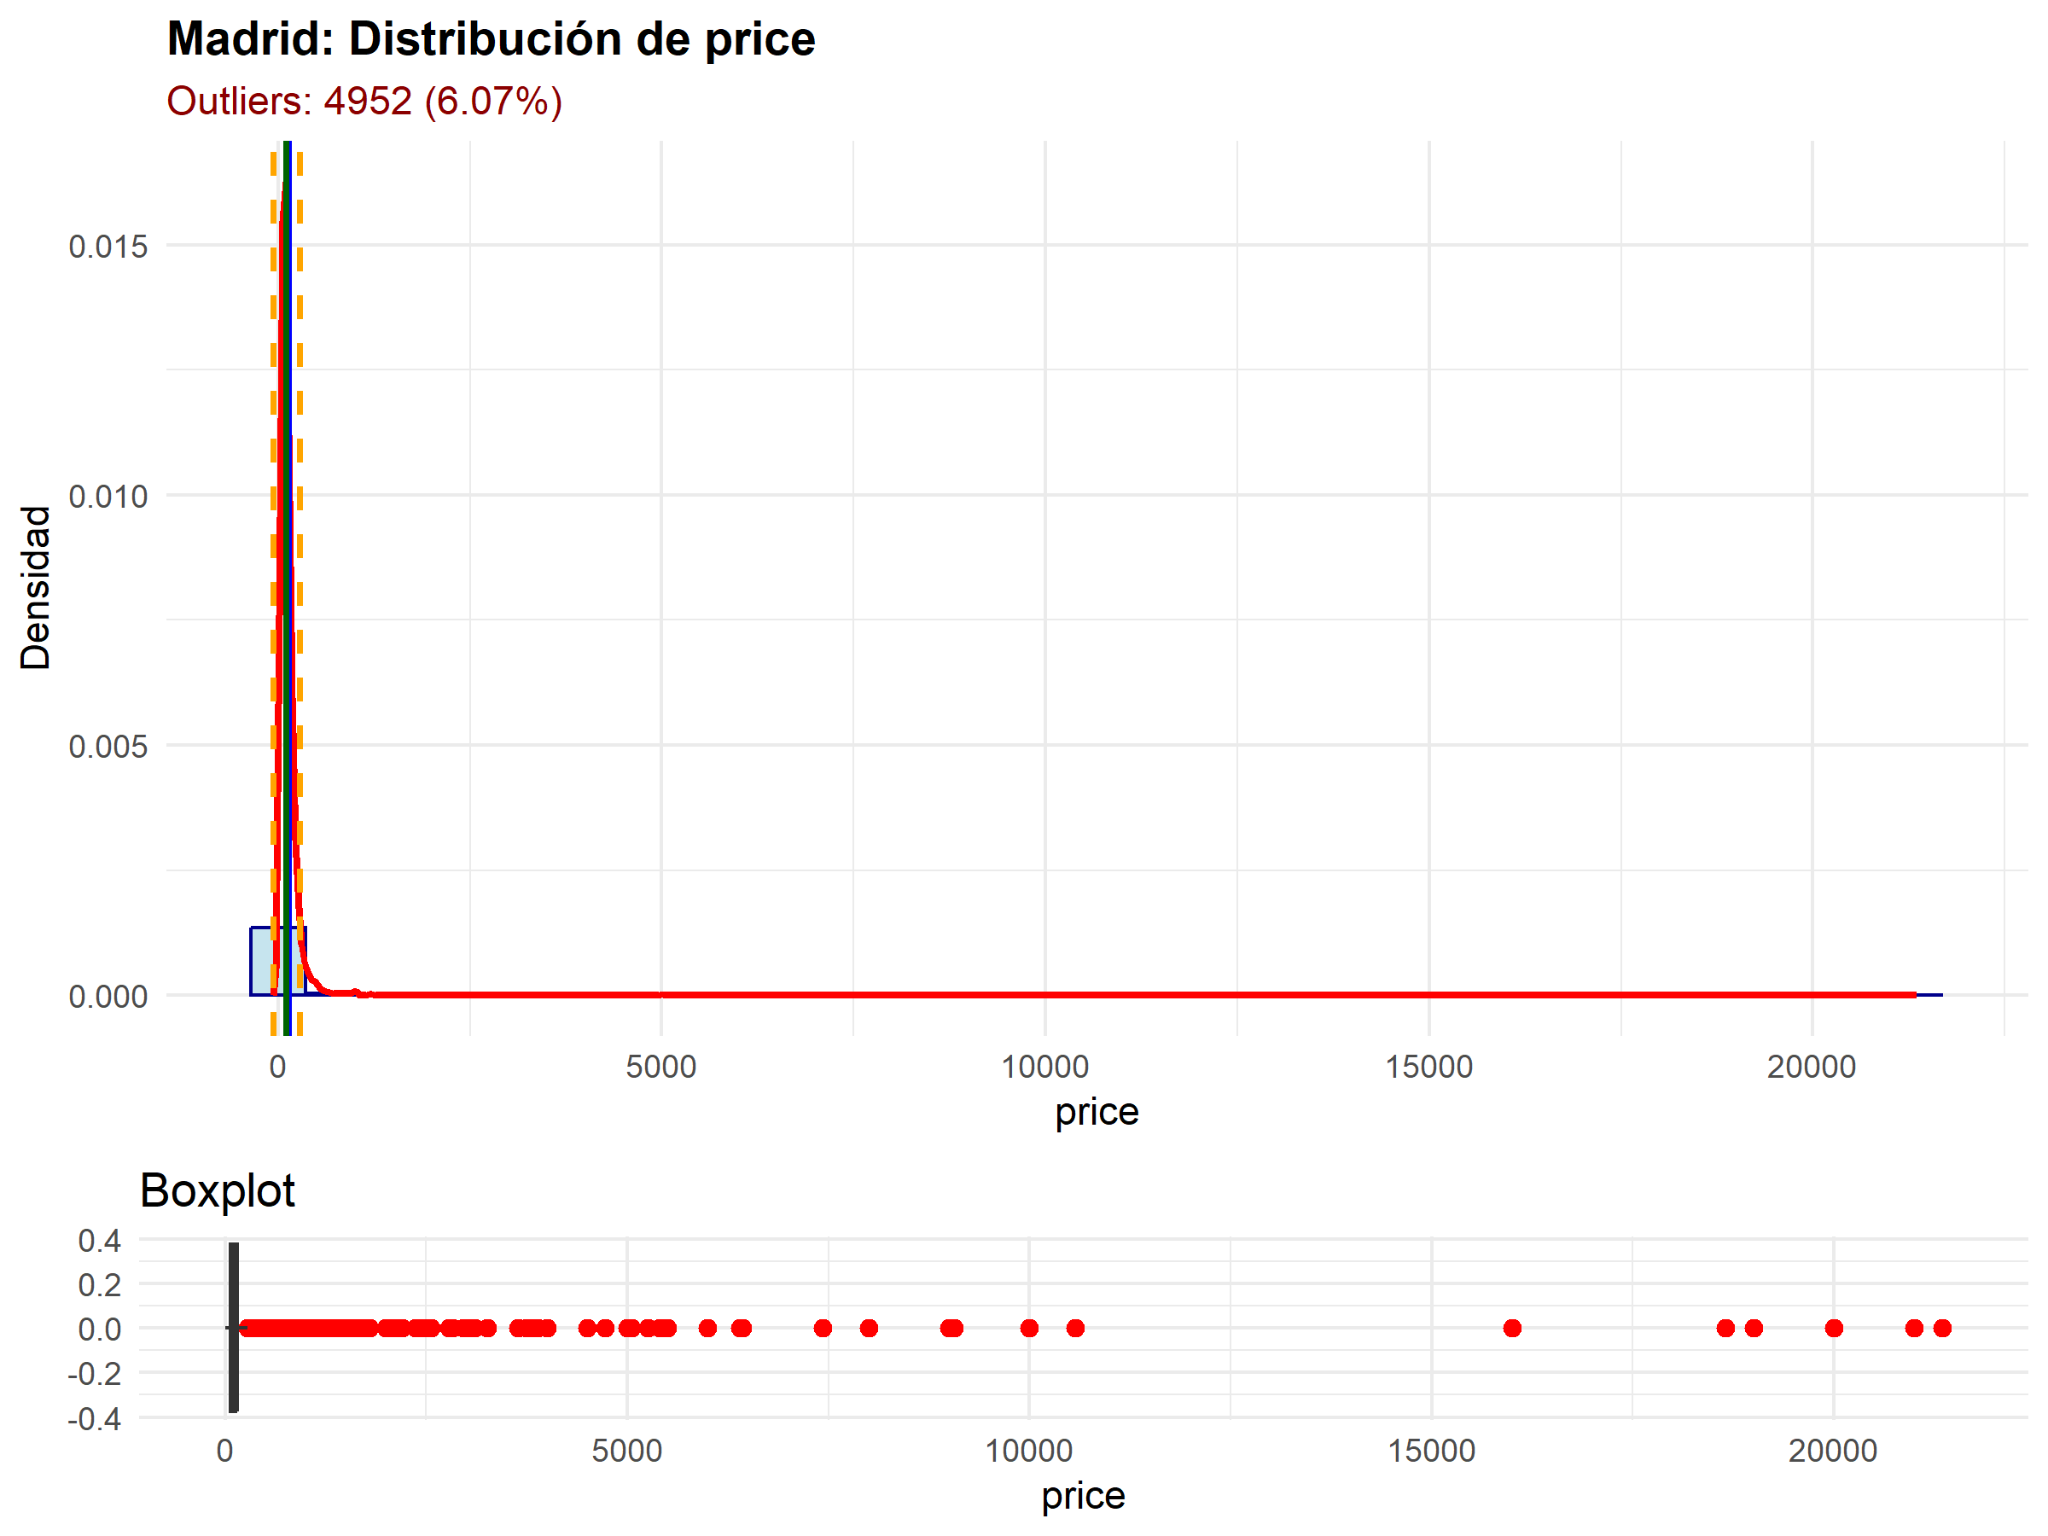 Madrid: Distribución de price
Outliers: 4952 (6.07%)
Densidad
0.015
0.010
0.005
0.000
0 5000 10000 15000 20000
price
Boxplot
0.4
0.2
0.0
-0.2
-0.4
0 5000 10000 15000 20000
price